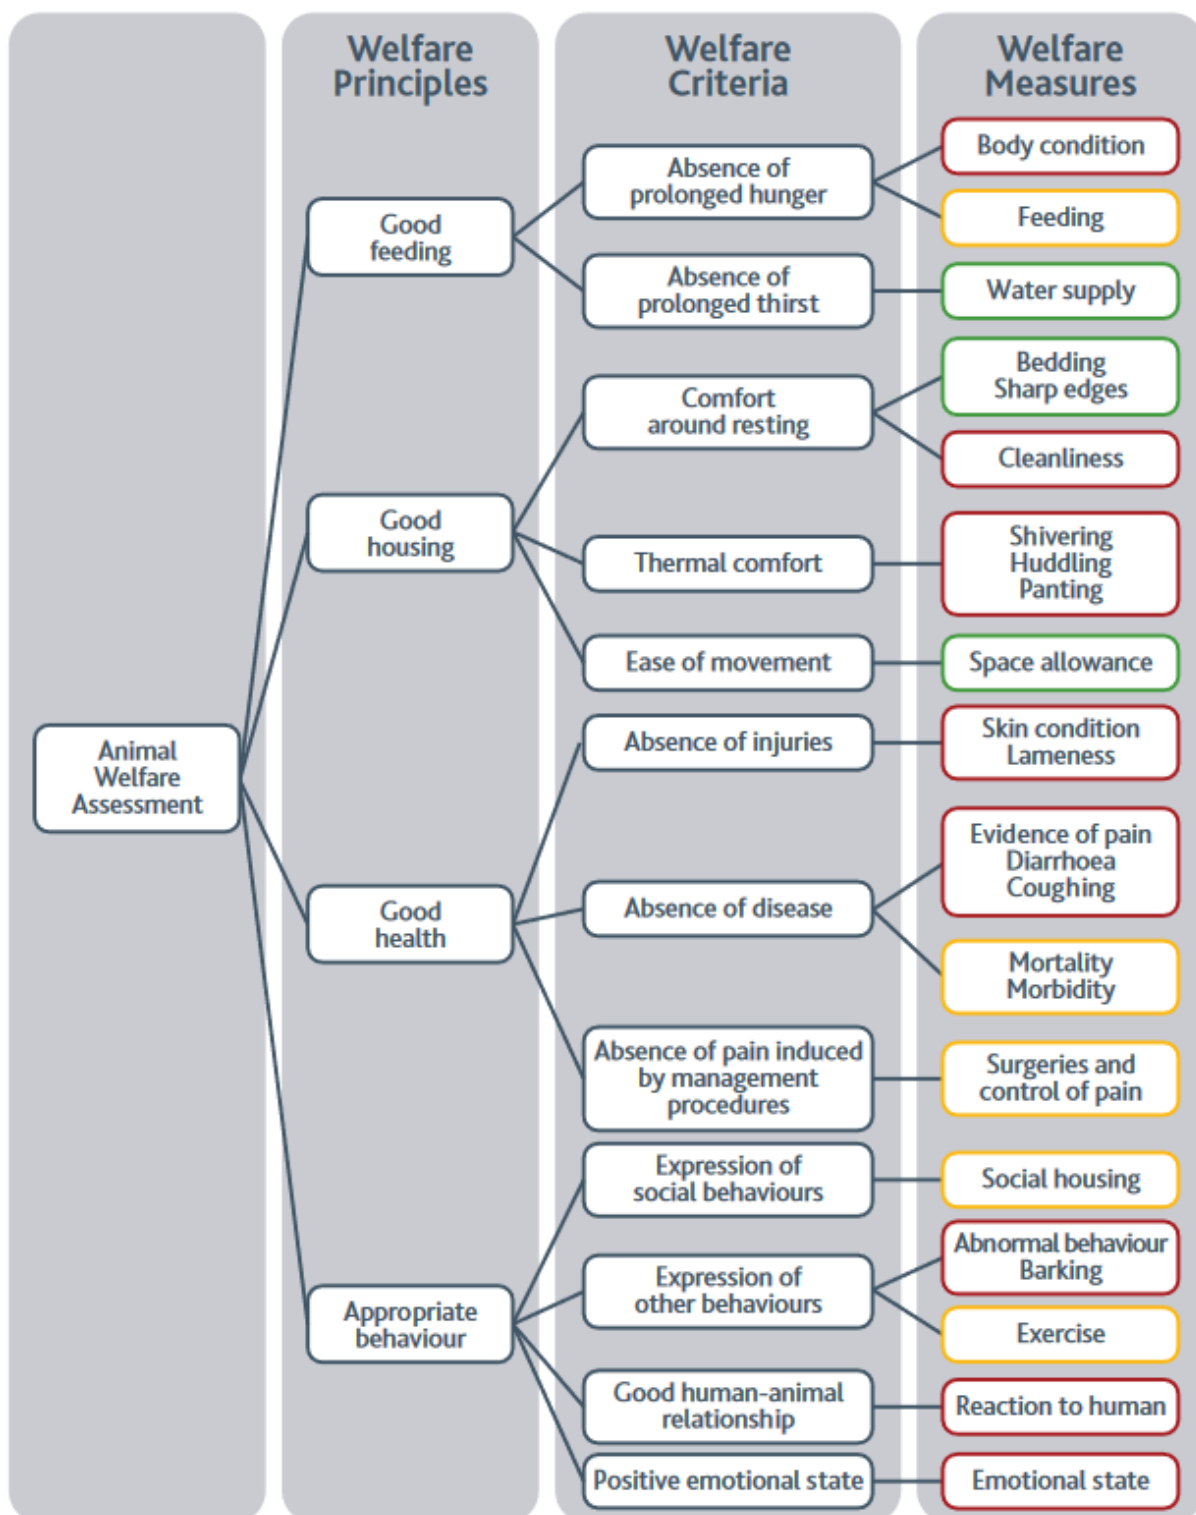 Welfare
Principles
Welfare
Criteria
Welfare
Measures
Animal
Welfare
Assessment
Good
feeding
Absence of
prolonged hunger
Body condition
Feeding
Absence of
prolonged thirst
Water supply
Good
housing
Comfort
around resting
Bedding
Sharp edges
Cleanliness
Thermal comfort
Shivering
Huddling
Panting
Ease of movement
Space allowance
Good
health
Absence of injuries
Skin condition
Lameness
Absence of disease
Evidence of pain
Diarrhoea
Coughing
Mortality
Morbidity
Absence of pain induced
by management
procedures
Surgeries and
control of pain
Appropriate
behaviour
Expression of
social behaviours
Social housing
Expression of
other behaviours
Abnormal behaviour
Barking
Exercise
Good human-animal
relationship
Reaction to human
Positive emotional state
Emotional state